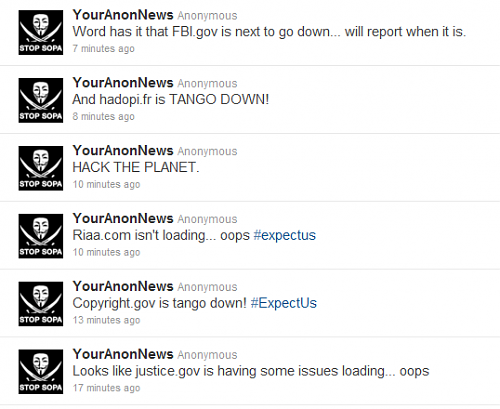 YourAnonNews Anonymous
Word has it that FBI.gov is next to go down... will report when it is.
7 minutes ago
STOP SOPA
YourAnonNews Anonymous
And hadopi.fr is TANGO DOWN!
8 minutes ago
STOP SOPA
YourAnonNews Anonymous
HACK THE PLANET.
10 minutes ago
STOP SOPA
YourAnonNews Anonymous
Riaa.com isn't loading... oops #expectus
10 minutes ago
STOP SOPA
YourAnonNews Anonymous
Copyright.gov is tango down! #ExpectUs
13 minutes ago
STOP SOPA
YourAnonNews Anonymous
Looks like justice.gov is having some issues loading... oops
17 minutes ago
STOP SOPA